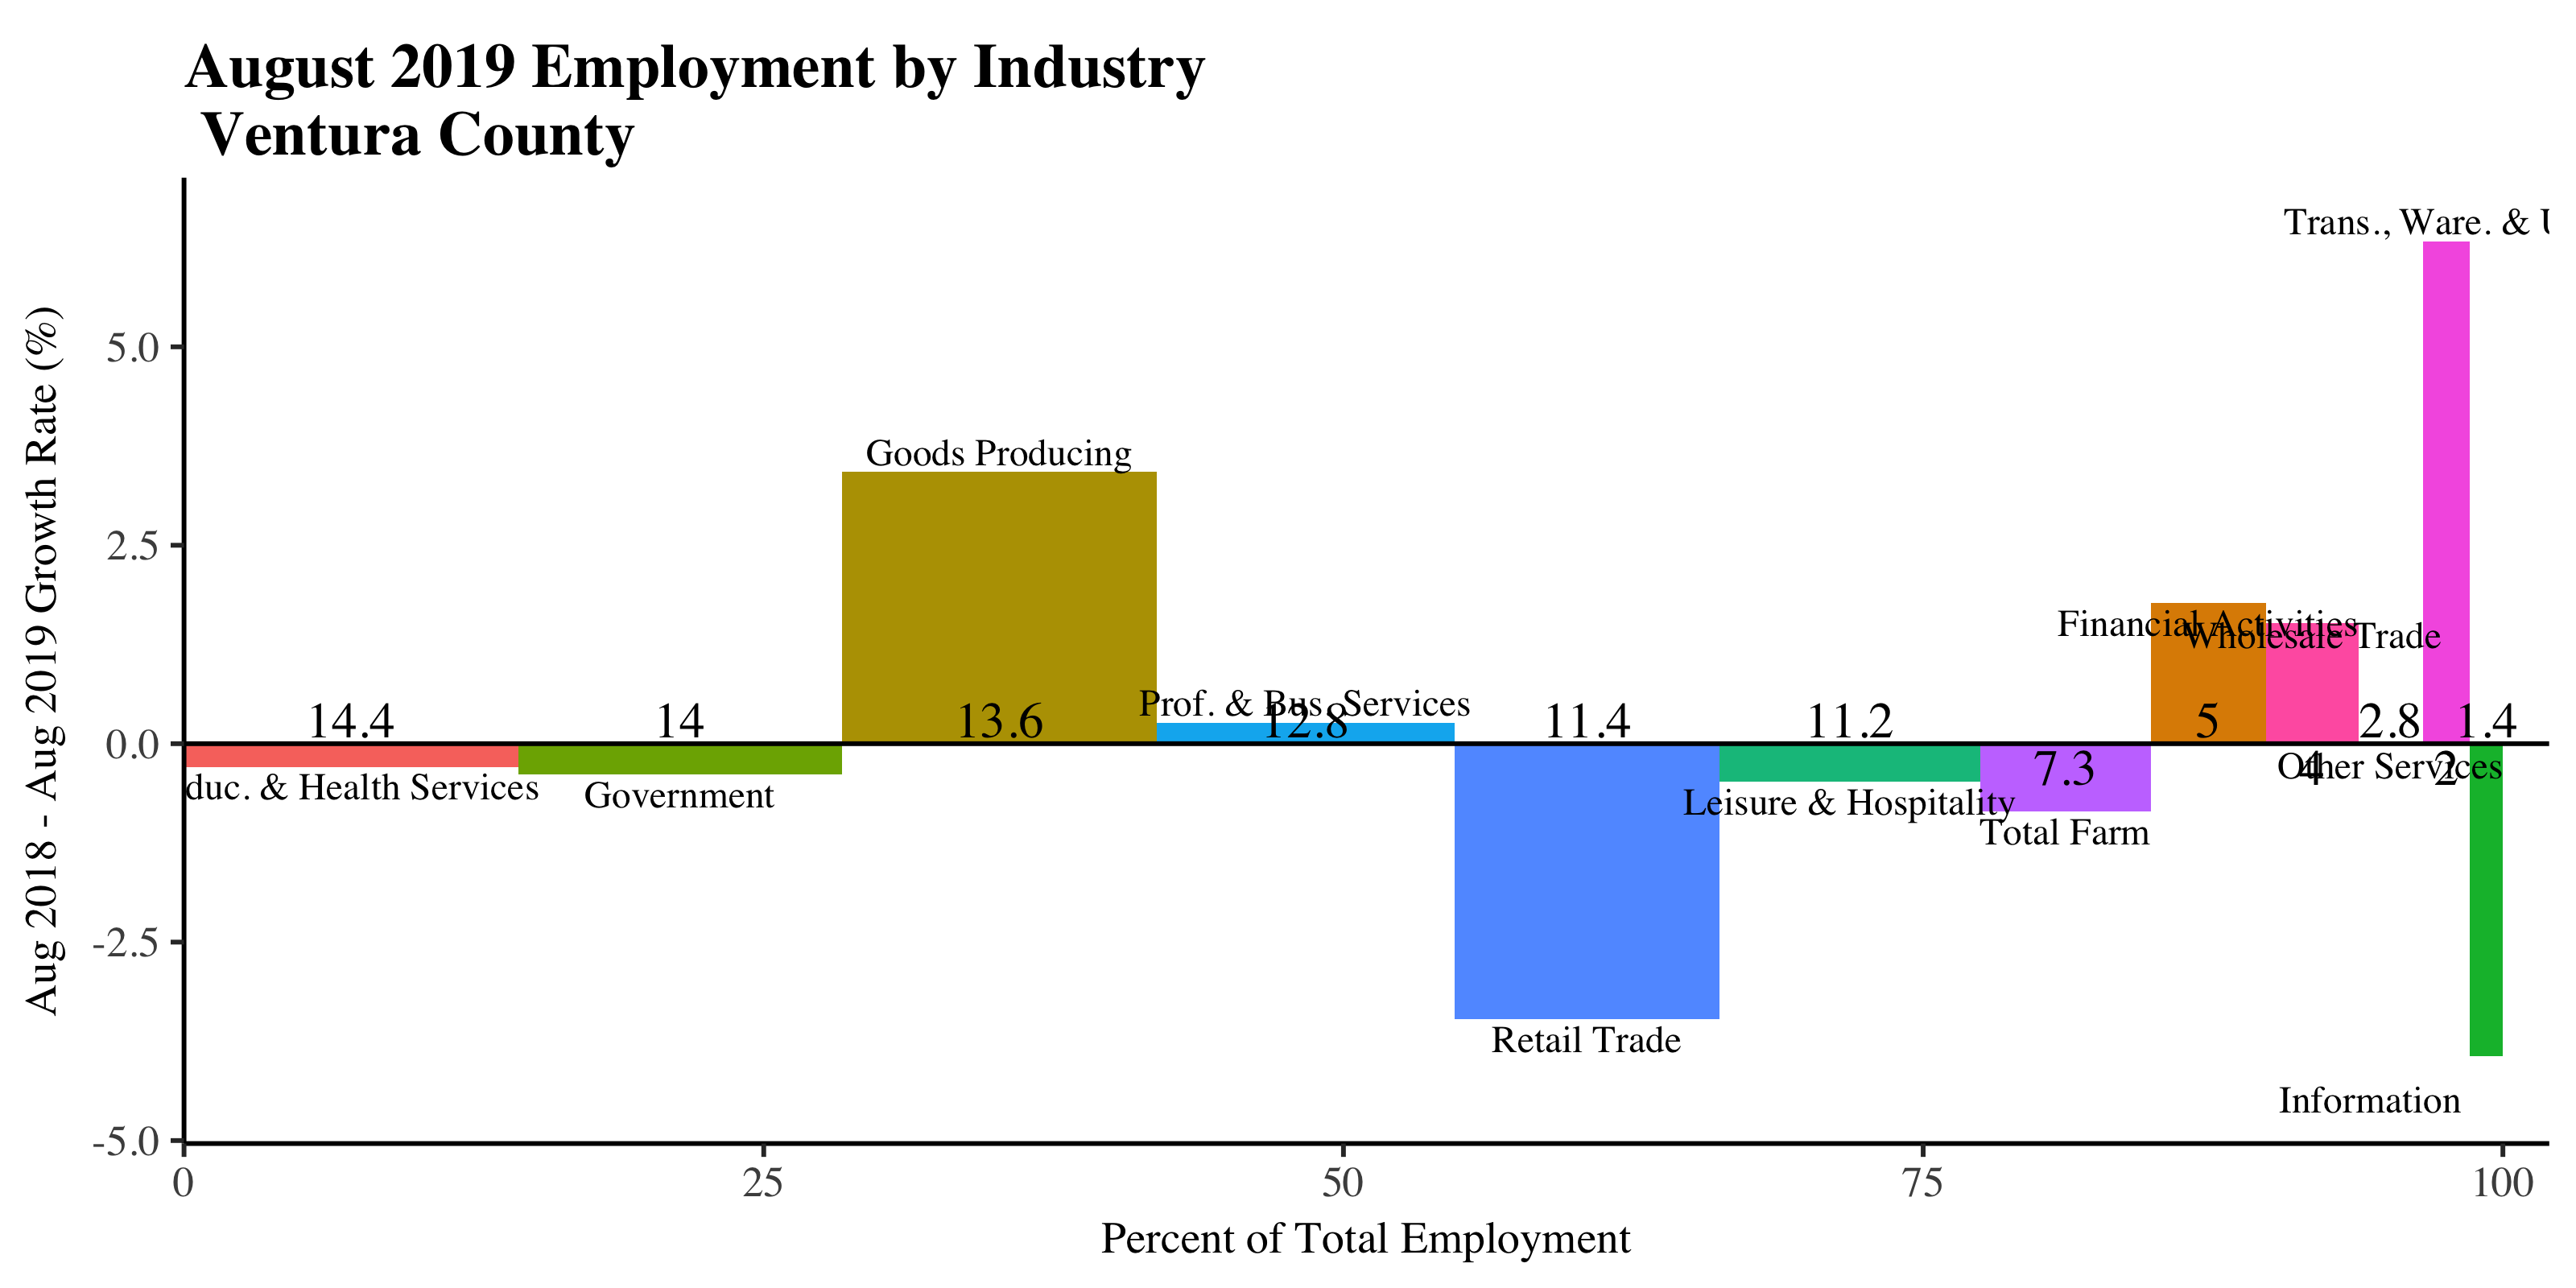 August 2019 Employment by Industry
Ventura County
Trans., Ware. &
Aug 2018 - Aug 2019 Growth Rate (%)
5.0
2.5
0.0
-2.5
-5.0
Goods Producing
Financial Activities
Wholesale Trade
Prof. & Bus. Services
14.4
14
13.6
12.8
11.4
11.2
5
2.8
1.4
7.3
4
2
Other Services
duc. & Health Services
Government
Leisure & Hospitality
Total Farm
Retail Trade
Information
0
25
50
75
100
Percent of Total Employment